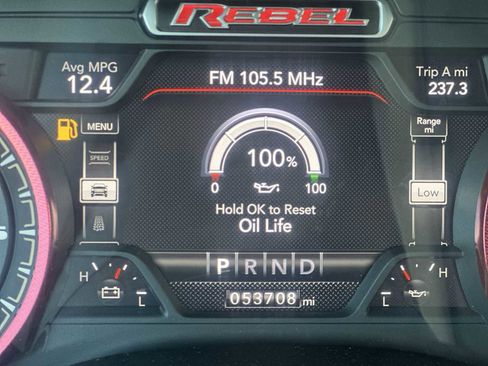 REBEL
Avg MPG
12.4
FM 105.5 MHz
Trip A mi
237.3
MENU
SPEED
Range
mi
Low
100 %
0
100
Hold OK to Reset
Oil Life
P R N D
H
L
053708 mi
H
L